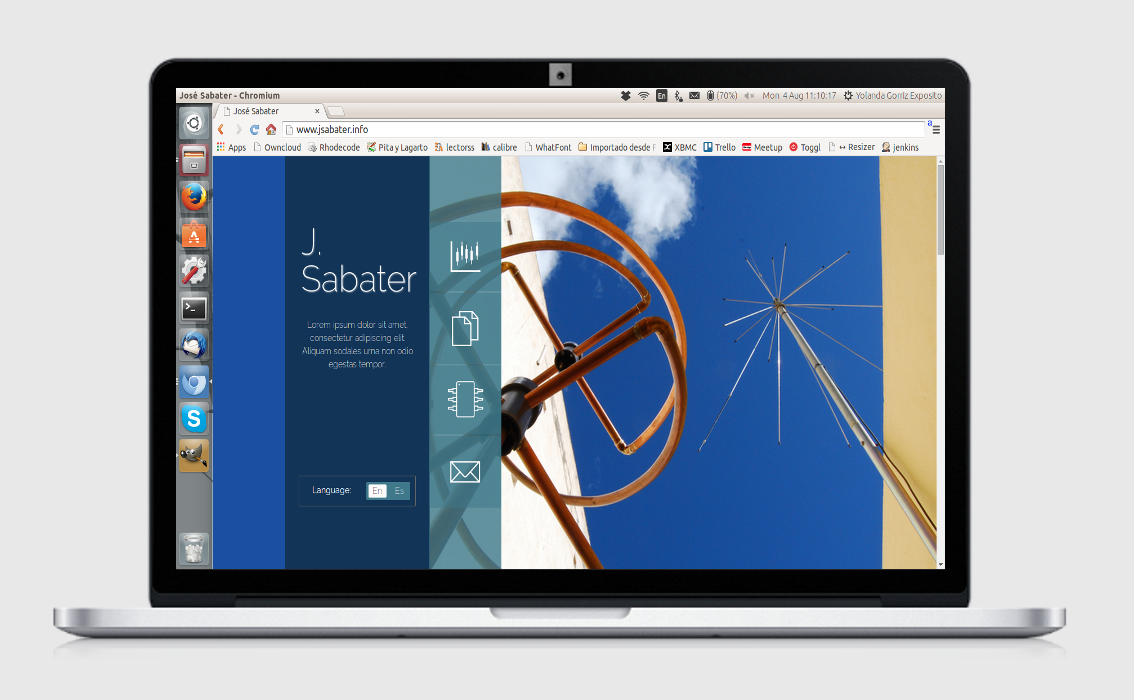 José Sabater - Chromium
En
(70%)
Mon 4 Aug 11:10:17
Yolanda Gorriz Exposito
José Sabater
www.jsabater.info
a
Apps
Owncloud
Rhodecode
Pita y Lagarto
lectorss
calibre
WhatFont
Importado desde F
XBMC
Trello
Meetup
Toggl
↔ Resizer
jenkins
J.
Sabater
Lorem ipsum dolor sit amet,
consectetur adipiscing elit.
Aliquam sodales urna non odio
egestas tempor.
Language:
En
Es